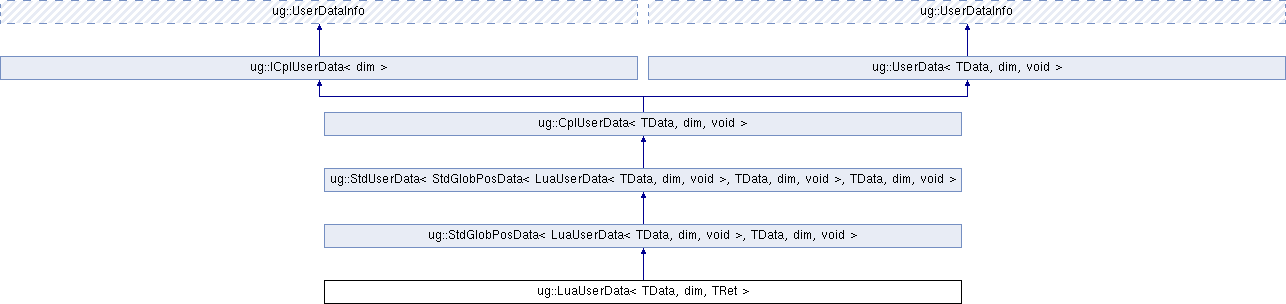 ug::UserDataInfo
ug::UserDataInfo
ug::ICplUserData< dim >
ug::UserData< TData, dim, void >
ug::CplUserData< TData, dim, void >
ug::StdUserData< StdGlobPosData< LuaUserData< TData, dim, void >, TData, dim, void >, TData, dim, void >
ug::StdGlobPosData< LuaUserData< TData, dim, void >, TData, dim, void >
ug::LuaUserData< TData, dim, TRet >